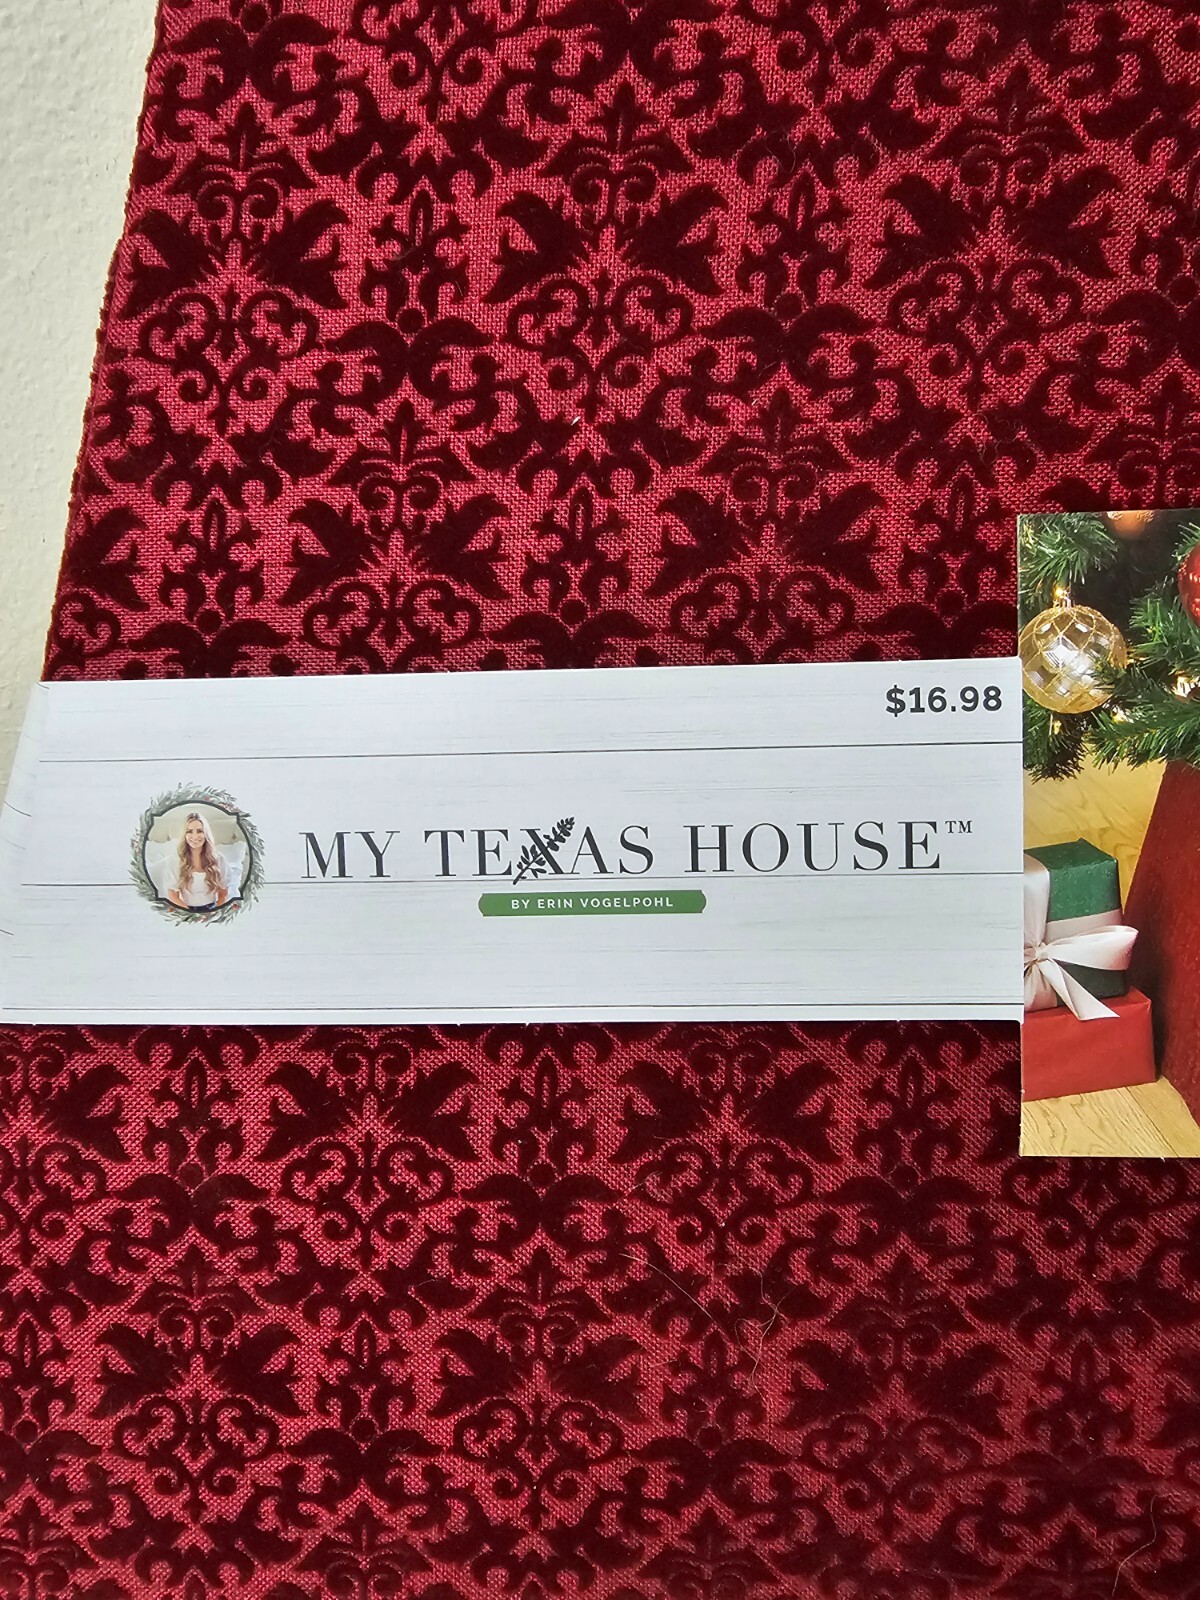 $16.98
MY TEXAS HOUSE™
BY ERIN VOGELPOHL